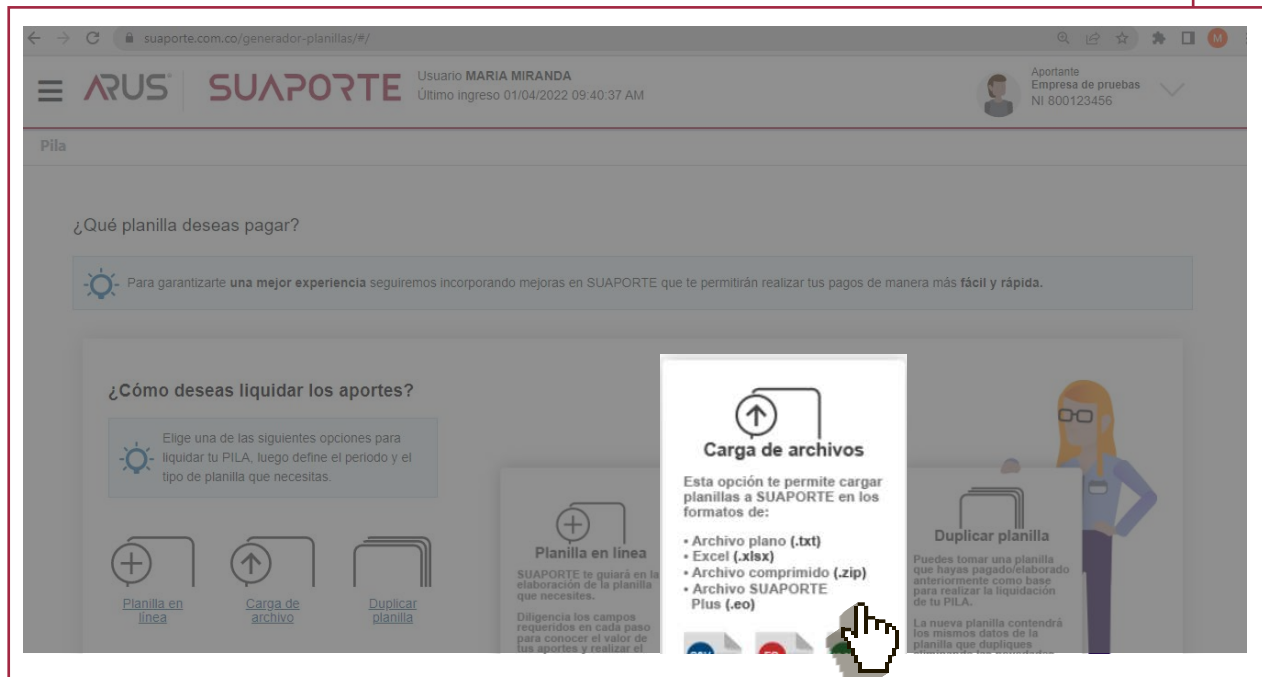 suaporte.com.co/generador-planillas/#/
M
ARUS
SUAPORTE
Usuario MARIA MIRANDA
Último ingreso 01/04/2022 09:40:37 AM
Aportante
Empresa de pruebas
NI 800123456
Pila
¿Qué planilla deseas pagar?
Para garantizarte una mejor experiencia seguiremos incorporando mejoras en SUAPORTE que te permitirán realizar tus pagos de manera más fácil y rápida.
¿Cómo deseas liquidar los aportes?
Elige una de las siguientes opciones para
liquidar tu PILA, luego define el periodo y el
tipo de planilla que necesitas.
Planilla en
línea
Carga de
archivo
Duplicar
planilla
Planilla en línea
SUAPORTE te guiará en la
elaboración de la planilla
que necesites.
Diligencia los campos
requeridos en cada paso
para conocer el valor de
tus aportes y realizar el
Carga de archivos
Esta opción te permite cargar
planillas a SUAPORTE en los
formatos de:
• Archivo plano (.txt)
• Excel (.xlsx)
• Archivo comprimido (.zip)
• Archivo SUAPORTE
Plus (.eo)
Duplicar planilla
Puedes tomar una planilla
que hayas pagado/elaborado
anteriormente como base
para realizar la liquidación
de tu PILA.
La nueva planilla contendrá
los mismos datos de la
planilla que dupliques